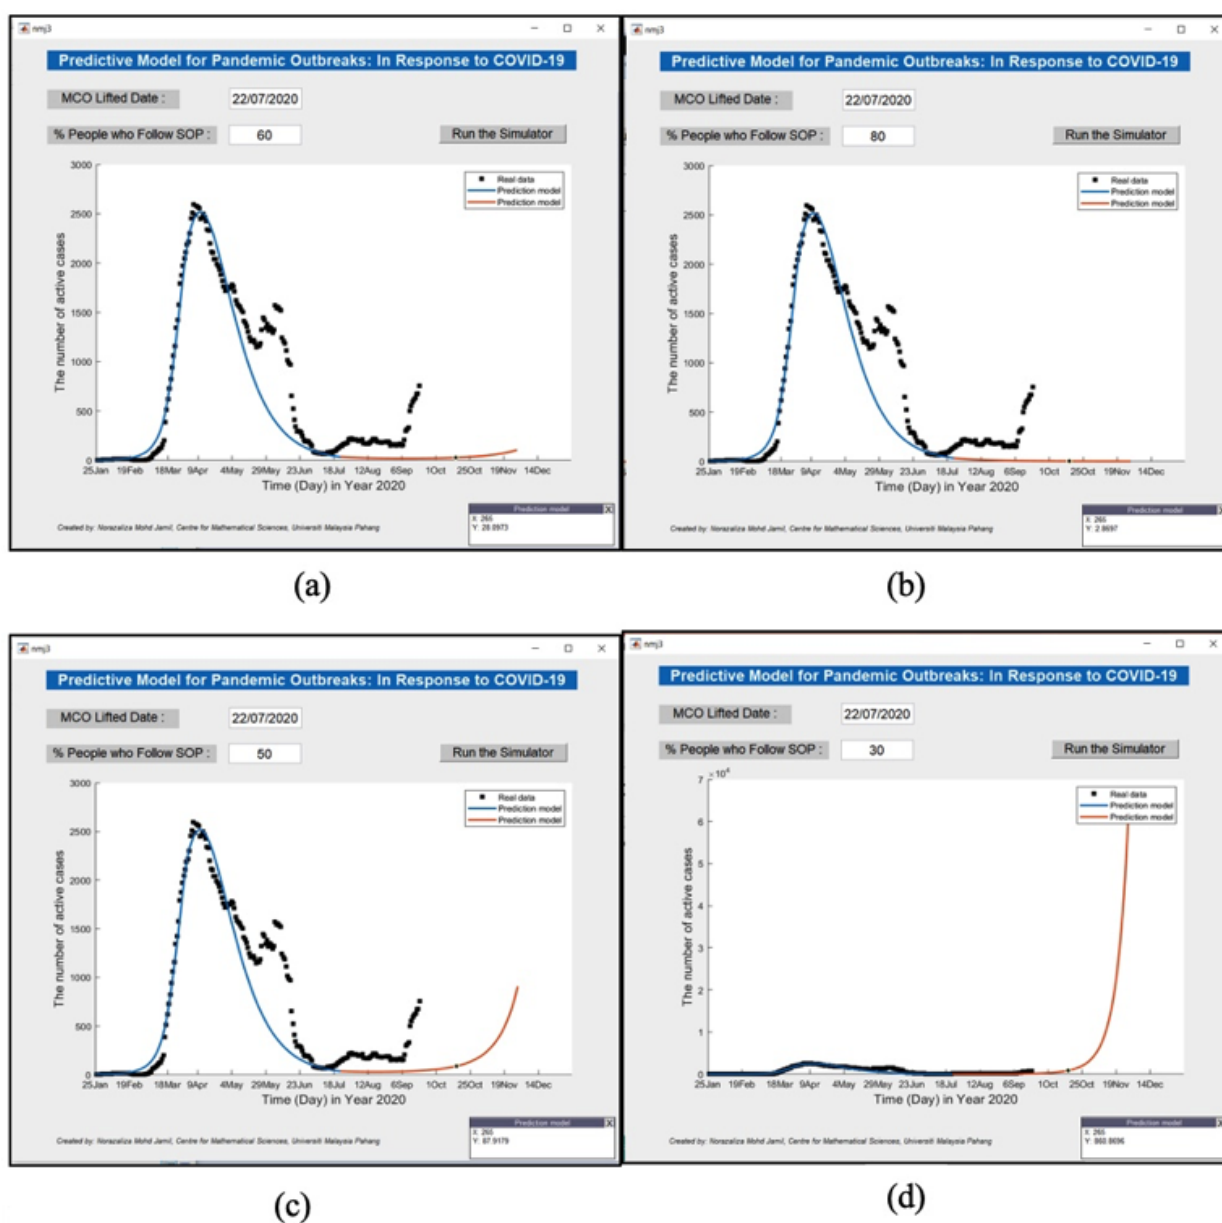 nmj3
Predictive Model for Pandemic Outbreaks: In Response to COVID-19
MCO Lifted Date :
22/07/2020
% People who Follow SOP :
60
Run the Simulator
3000
2500
2000
1500
1000
500
0
The number of active cases
Real data
Prediction model
Prediction model
25Jan 19Feb 18Mar 9Apr 4May 29May 23Jun 18Jul 12Aug 6Sep 1Oct 25Oct 19Nov 14Dec
Time (Day) in Year 2020
Created by: Norazaliza Mohd Jamil, Centre for Mathematical Sciences, Universiti Malaysia Pahang
Prediction model
X: 265
Y: 28.0973
(a)
nmj3
Predictive Model for Pandemic Outbreaks: In Response to COVID-19
MCO Lifted Date :
22/07/2020
% People who Follow SOP :
80
Run the Simulator
3000
2500
2000
1500
1000
500
0
The number of active cases
Real data
Prediction model
Prediction model
25Jan 19Feb 18Mar 9Apr 4May 29May 23Jun 18Jul 12Aug 6Sep 1Oct 25Oct 19Nov 14Dec
Time (Day) in Year 2020
Created by: Norazaliza Mohd Jamil, Centre for Mathematical Sciences, Universiti Malaysia Pahang
Prediction model
X: 265
Y: 2.8697
(b)
nmj3
Predictive Model for Pandemic Outbreaks: In Response to COVID-19
MCO Lifted Date :
22/07/2020
% People who Follow SOP :
50
Run the Simulator
3000
2500
2000
1500
1000
500
0
The number of active cases
Real data
Prediction model
Prediction model
25Jan 19Feb 18Mar 9Apr 4May 29May 23Jun 18Jul 12Aug 6Sep 1Oct 25Oct 19Nov 14Dec
Time (Day) in Year 2020
Created by: Norazaliza Mohd Jamil, Centre for Mathematical Sciences, Universiti Malaysia Pahang
Prediction model
X: 265
Y: 87.9179
(c)
nmj3
Predictive Model for Pandemic Outbreaks: In Response to COVID-19
MCO Lifted Date :
22/07/2020
% People who Follow SOP :
30
Run the Simulator
7
6
5
4
3
2
1
0
The number of active cases
Real data
Prediction model
Prediction model
25Jan 19Feb 18Mar 9Apr 4May 29May 23Jun 18Jul 12Aug 6Sep 1Oct 25Oct 19Nov 14Dec
Time (Day) in Year 2020
Created by: Norazaliza Mohd Jamil, Centre for Mathematical Sciences, Universiti Malaysia Pahang
Prediction model
X: 265
Y: 860.8696
(d)